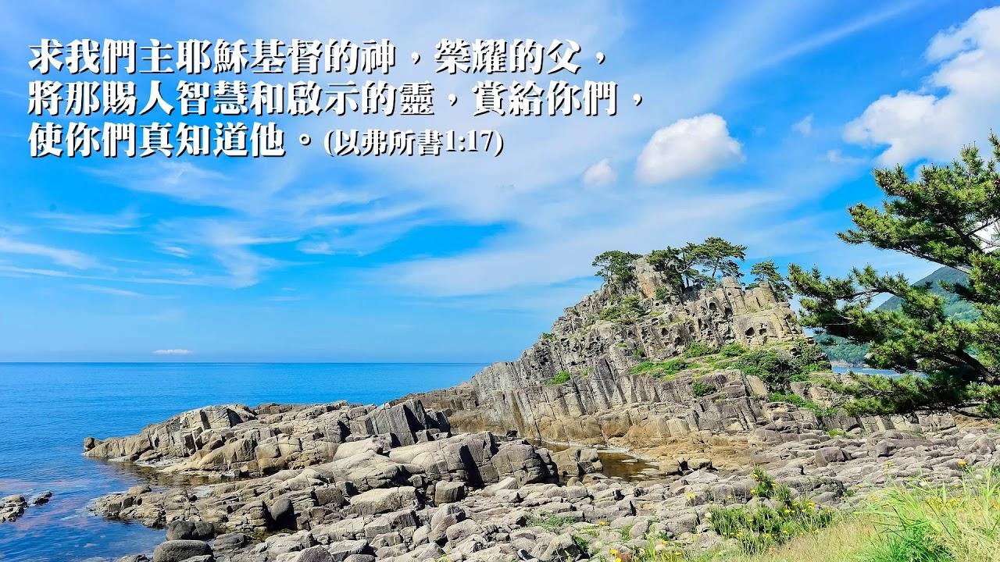 求我們主耶穌基督的神，榮耀的父，
將那賜人智慧和啟示的靈，賞給你們，
使你們真知道他。(以弗所書1:17)